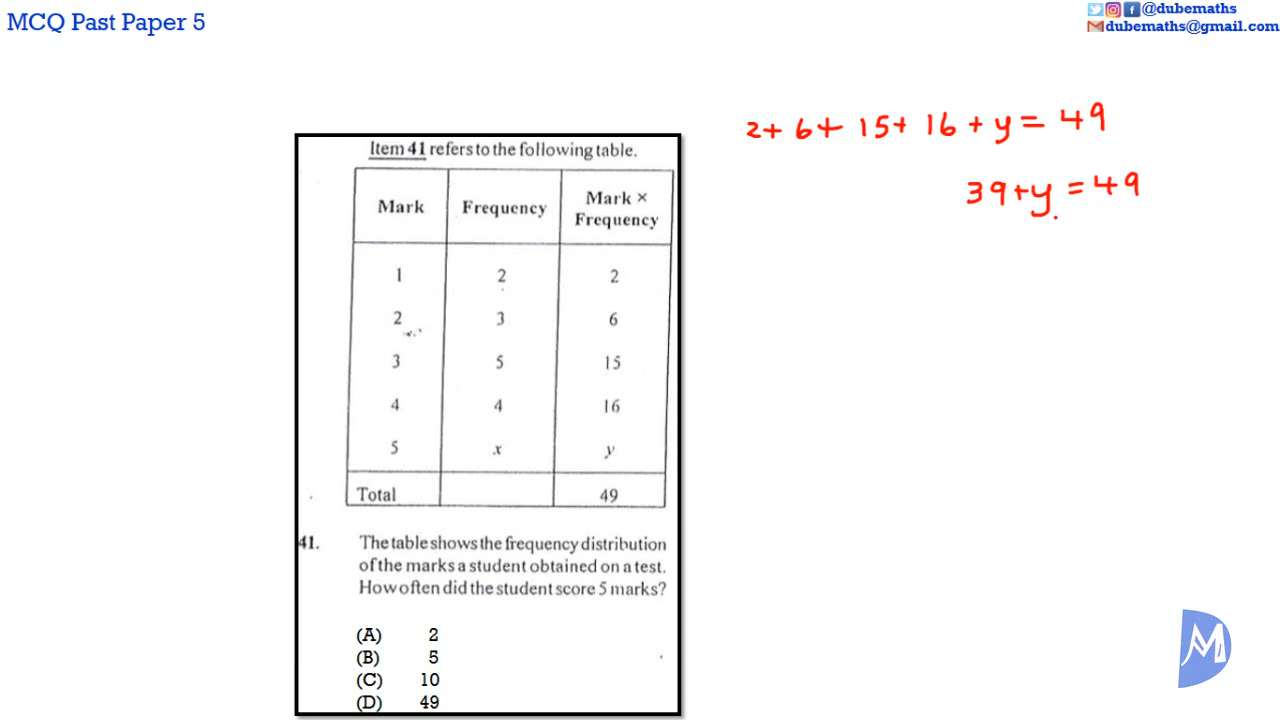 MCQ Past Paper 5
@dubemaths
dubemaths@gmail.com
2 + 6 + 15 + 16 + y = 49
39 + y = 49
Item 41 refers to the following table.
Mark Frequency Mark × Frequency
1 2 2
2 3 6
3 5 15
4 4 16
5 x y
Total 49
41. The table shows the frequency distribution
of the marks a student obtained on a test.
How often did the student score 5 marks?
(A) 2
(B) 5
(C) 10
(D) 49
M